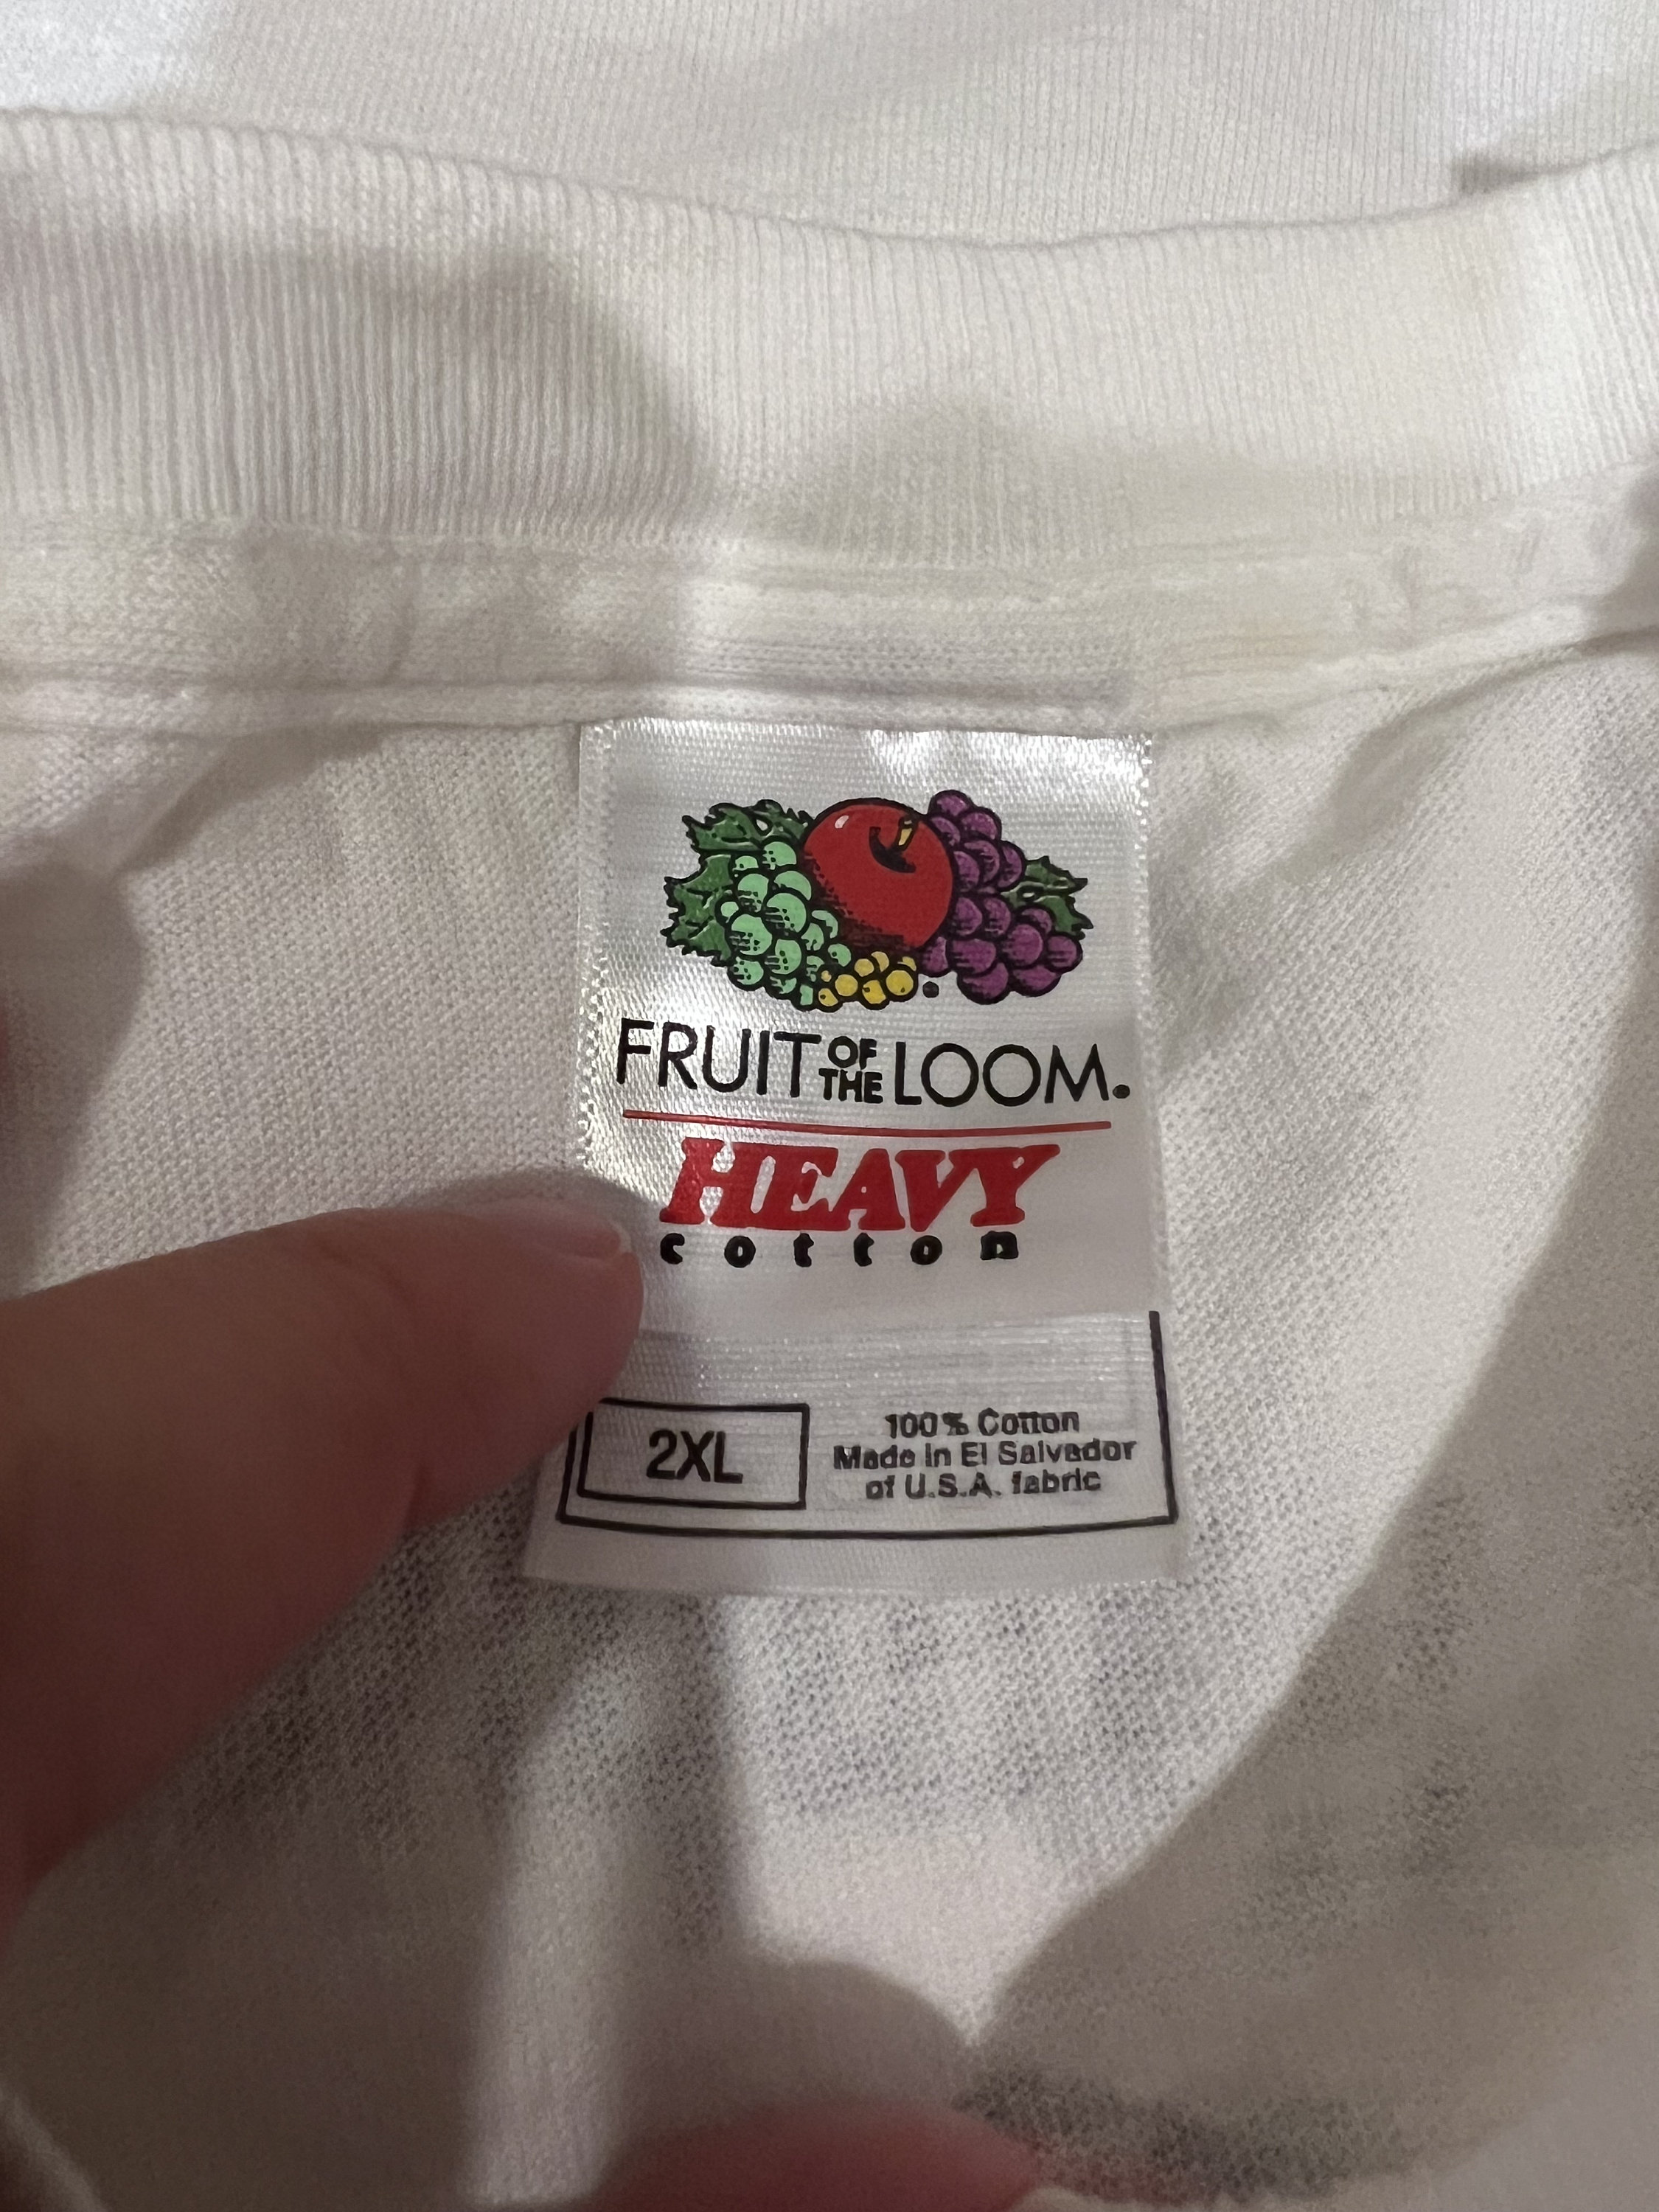 FRUIT OF THE LOOM.
HEAVY
cotton
2XL
100% Cotton
Made in El Salvador
of U.S.A. fabric